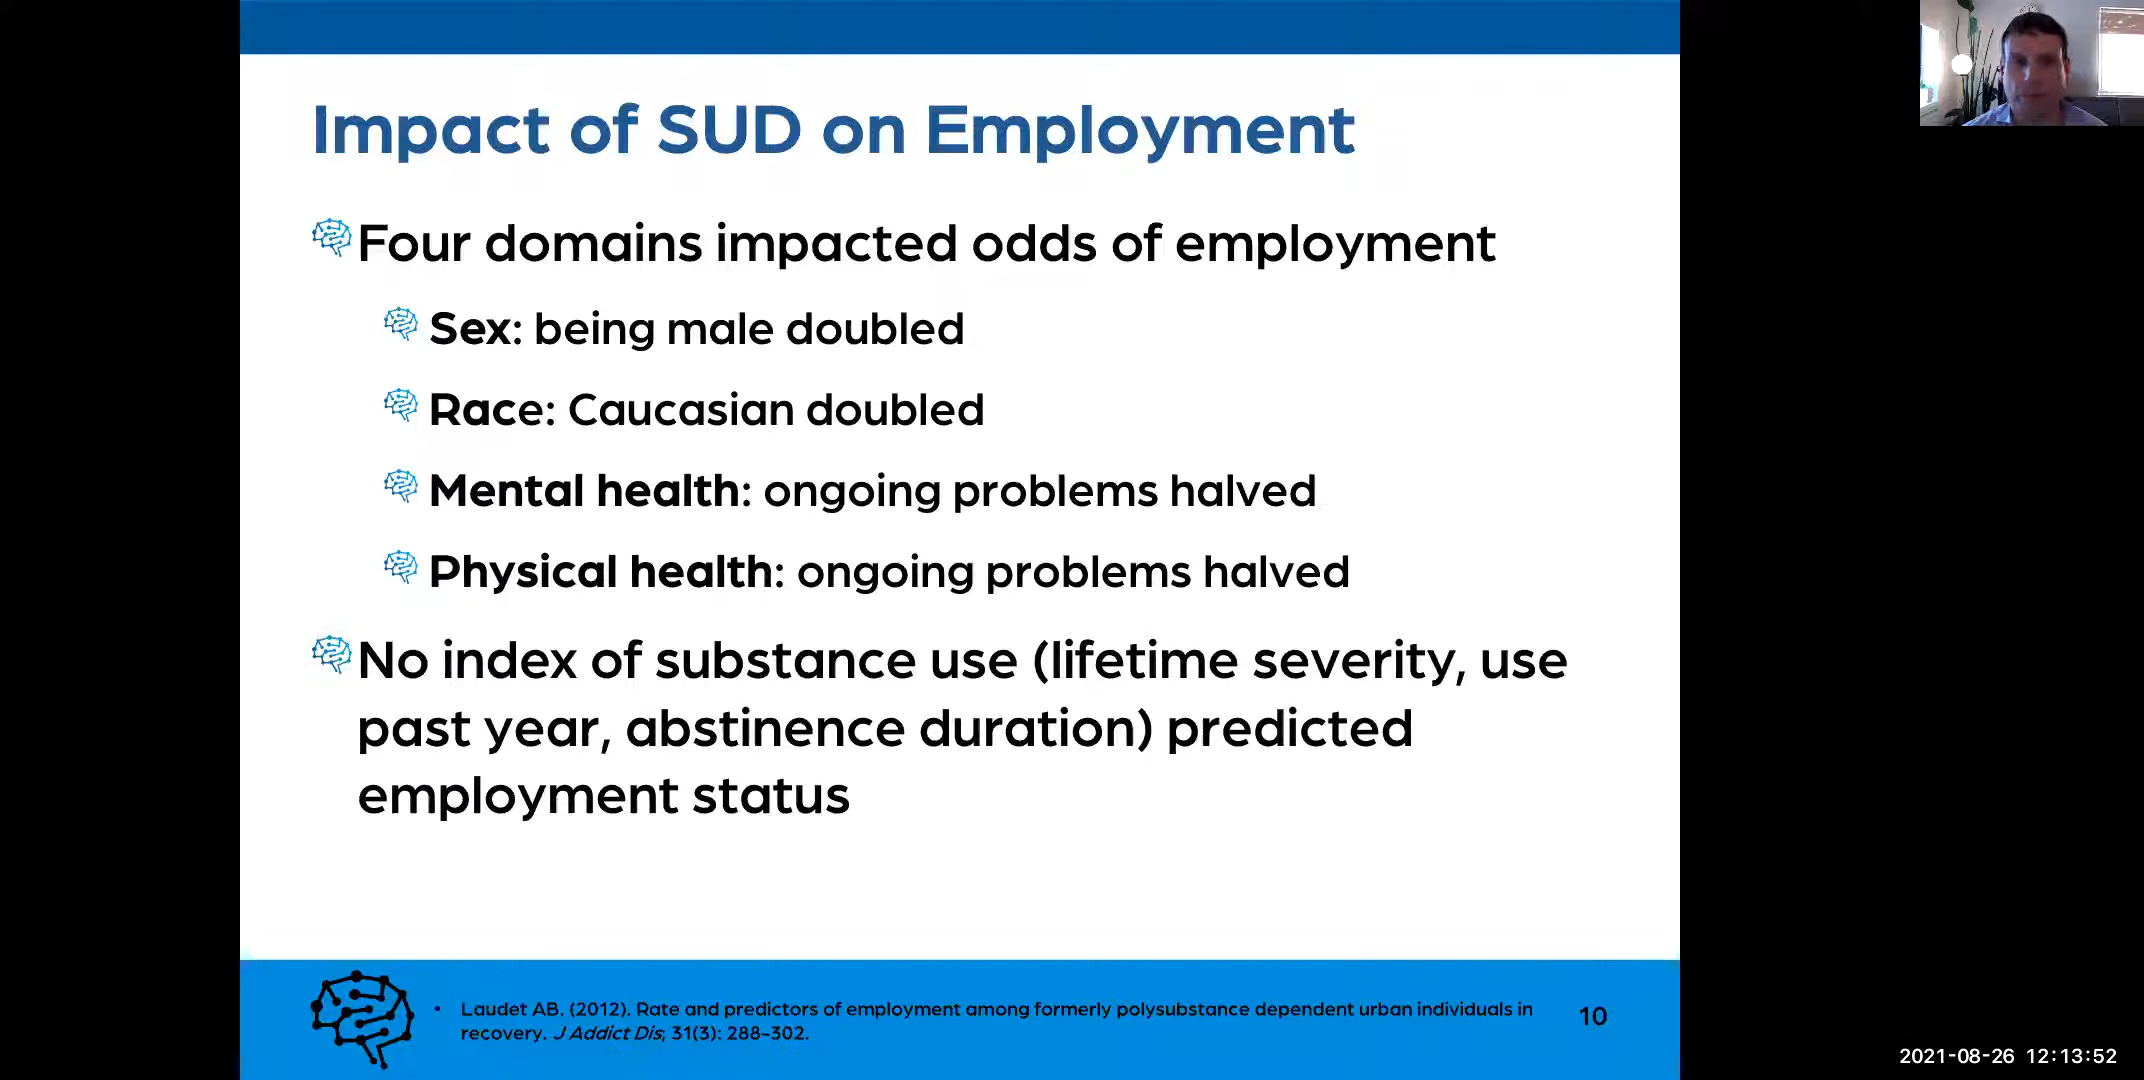 Impact of SUD on Employment
Four domains impacted odds of employment
Sex: being male doubled
Race: Caucasian doubled
Mental health: ongoing problems halved
Physical health: ongoing problems halved
No index of substance use (lifetime severity, use
past year, abstinence duration) predicted
employment status
• Laudet AB. (2012). Rate and predictors of employment among formerly polysubstance dependent urban individuals in
recovery. J Addict Dis; 31(3): 288-302.
10
2021-08-26 12:13:52